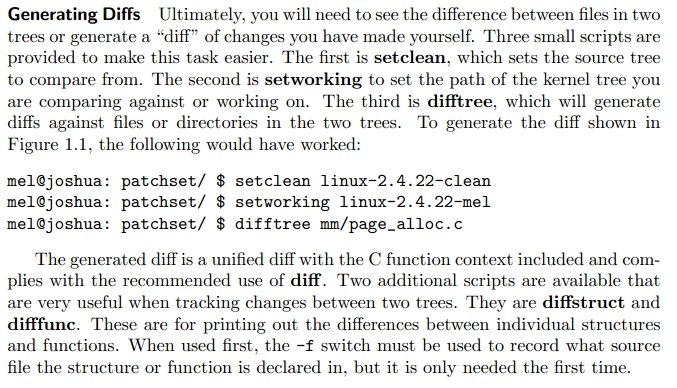 Generating Diffs Ultimately, you will need to see the difference between files in two
trees or generate a “diff” of changes you have made yourself. Three small scripts are
provided to make this task easier. The first is setclean, which sets the source tree
to compare from. The second is setworking to set the path of the kernel tree you
are comparing against or working on. The third is difftree, which will generate
diffs against files or directories in the two trees. To generate the diff shown in
Figure 1.1, the following would have worked:
mel@joshua: patchset/ $ setclean linux-2.4.22-clean
mel@joshua: patchset/ $ setworking linux-2.4.22-mel
mel@joshua: patchset/ $ difftree mm/page_alloc.c
The generated diff is a unified diff with the C function context included and com-
plies with the recommended use of diff. Two additional scripts are available that
are very useful when tracking changes between two trees. They are diffstruct and
difffunc. These are for printing out the differences between individual structures
and functions. When used first, the -f switch must be used to record what source
file the structure or function is declared in, but it is only needed the first time.